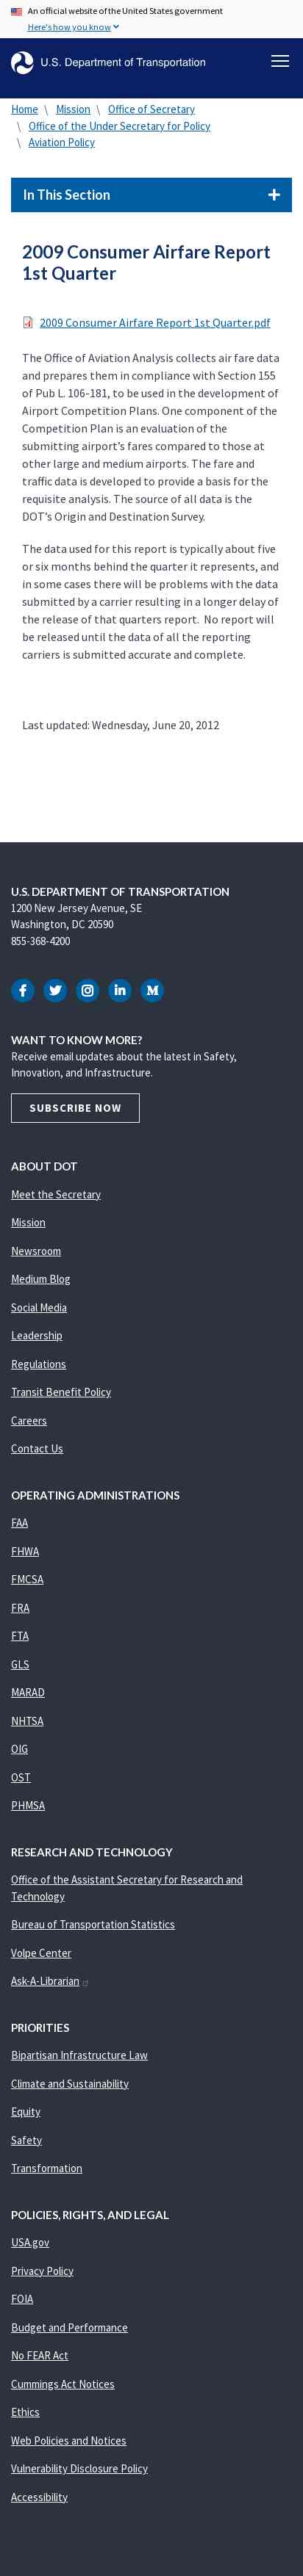 An official website of the United States government
Here's how you know
U.S. Department of Transportation
Home \ Mission \ Office of Secretary
\ Office of the Under Secretary for Policy
\ Aviation Policy
In This Section +
2009 Consumer Airfare Report
1st Quarter
2009 Consumer Airfare Report 1st Quarter.pdf
The Office of Aviation Analysis collects air fare data
and prepares them in compliance with Section 155
of Pub L. 106-181, to be used in the development of
Airport Competition Plans. One component of the
Competition Plan is an evaluation of the
submitting airport's fares compared to those at
other airports of similar size. The fare and
traffic data is developed to provide a basis for the
requisite analysis. The source of all data is the
DOT's Origin and Destination Survey.
The data used for this report is typically about five
or six months behind the quarter it represents, and
in some cases there will be problems with the data
submitted by a carrier resulting in a longer delay of
the release of that quarters report. No report will
be released until the data of all the reporting
carriers is submitted accurate and complete.
Last updated: Wednesday, June 20, 2012
U.S. DEPARTMENT OF TRANSPORTATION
1200 New Jersey Avenue, SE
Washington, DC 20590
855-368-4200
WANT TO KNOW MORE?
Receive email updates about the latest in Safety,
Innovation, and Infrastructure.
SUBSCRIBE NOW
ABOUT DOT
Meet the Secretary
Mission
Newsroom
Medium Blog
Social Media
Leadership
Regulations
Transit Benefit Policy
Careers
Contact Us
OPERATING ADMINISTRATIONS
FAA
FHWA
FMCSA
FRA
FTA
GLS
MARAD
NHTSA
OIG
OST
PHMSA
RESEARCH AND TECHNOLOGY
Office of the Assistant Secretary for Research and
Technology
Bureau of Transportation Statistics
Volpe Center
Ask-A-Librarian
PRIORITIES
Bipartisan Infrastructure Law
Climate and Sustainability
Equity
Safety
Transformation
POLICIES, RIGHTS, AND LEGAL
USA.gov
Privacy Policy
FOIA
Budget and Performance
No FEAR Act
Cummings Act Notices
Ethics
Web Policies and Notices
Vulnerability Disclosure Policy
Accessibility